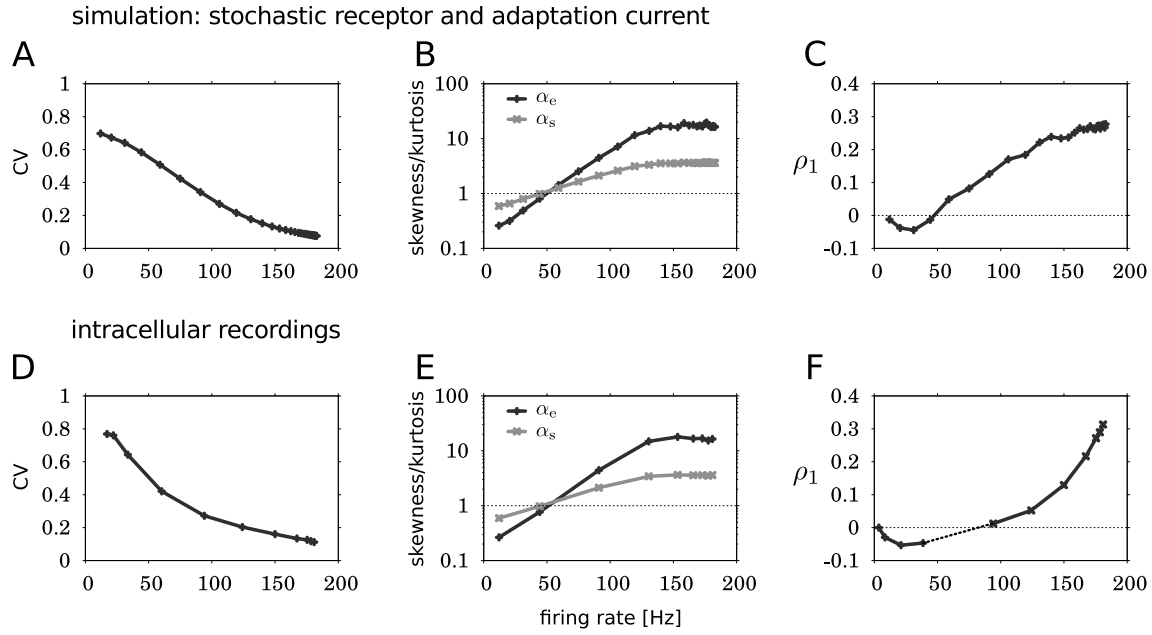 simulation: stochastic receptor and adaptation current
A
B
C
CV
1
0.8
0.6
0.4
0.2
0
0 50 100 150 200
skewness/kurtosis
100
10
1
0.1
αe
αs
0 50 100 150 200
ρ1
0.4
0.3
0.2
0.1
0
-0.1
0 50 100 150 200
intracellular recordings
D
E
F
CV
1
0.8
0.6
0.4
0.2
0
0 50 100 150 200
skewness/kurtosis
100
10
1
0.1
αe
αs
0 50 100 150 200
firing rate [Hz]
ρ1
0.4
0.3
0.2
0.1
0
-0.1
0 50 100 150 200